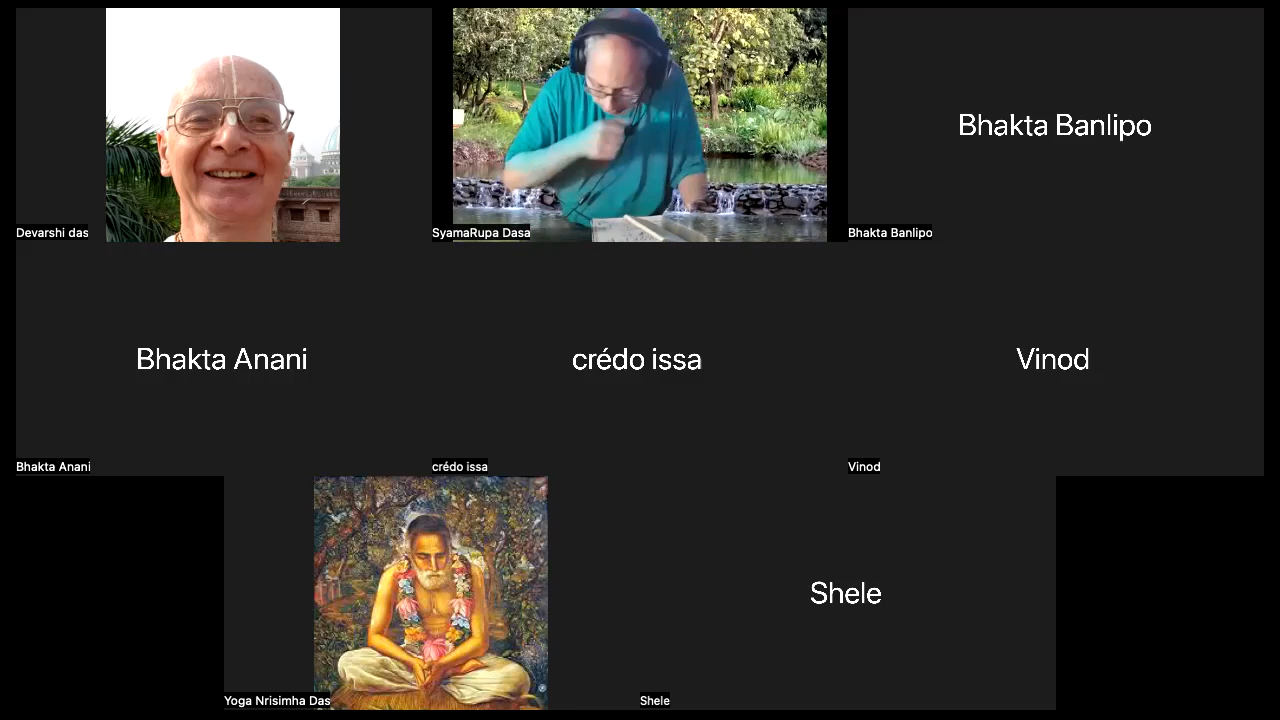 Devarshi das
SyamaRupa Dasa
Bhakta Banlipo
Bhakta Banlipo
Bhakta Anani
Bhakta Anani
crédo issa
crédo issa
Vinod
Vinod
Yoga Nrisimha Das
Shele
Shele